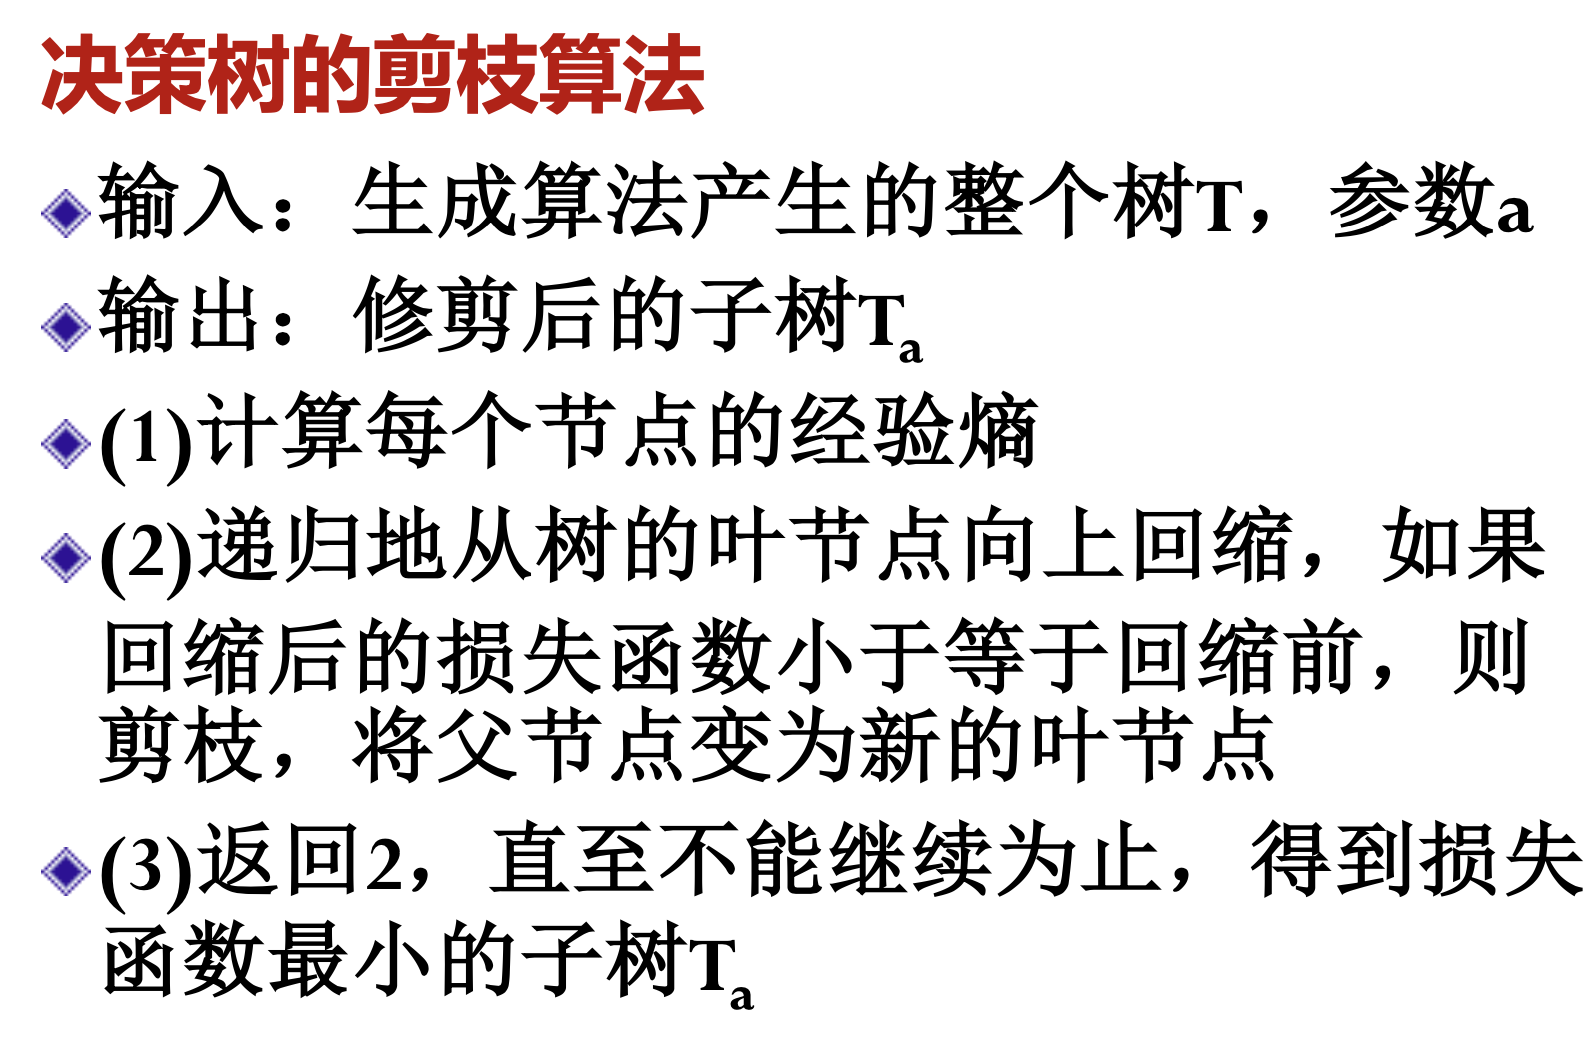 决策树的剪枝算法
输入： 生成算法产生的整个树T，参数a
输出： 修剪后的子树Ta
(1)计算每个节点的经验熵
(2)递归地从树的叶节点向上回缩，如果
回缩后的损失函数小于等于回缩前，则
剪枝，将父节点变为新的叶节点
(3)返回2，直至不能继续为止，得到损失
函数最小的子树Ta